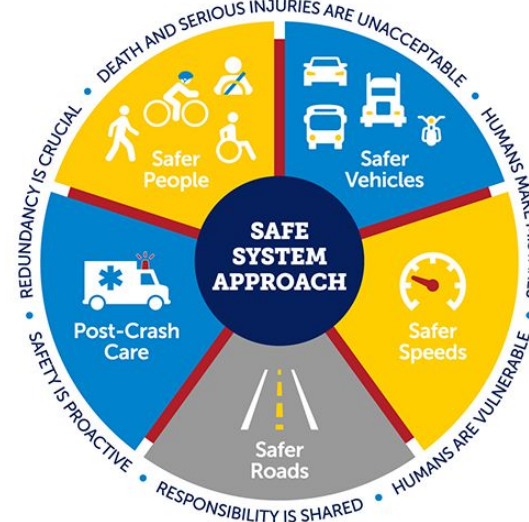 DEATH AND SERIOUS INJURIES ARE UNACCEPTABLE
HUMANS MAKE
HUMANS ARE VULNERABLE
RESPONSIBILITY IS SHARED
SAFETY IS PROACTIVE
REDUNDANCY IS CRUCIAL
Safer
People
Safer
Vehicles
SAFE
SYSTEM
APPROACH
Post-Crash
Care
Safer
Speeds
Safer
Roads